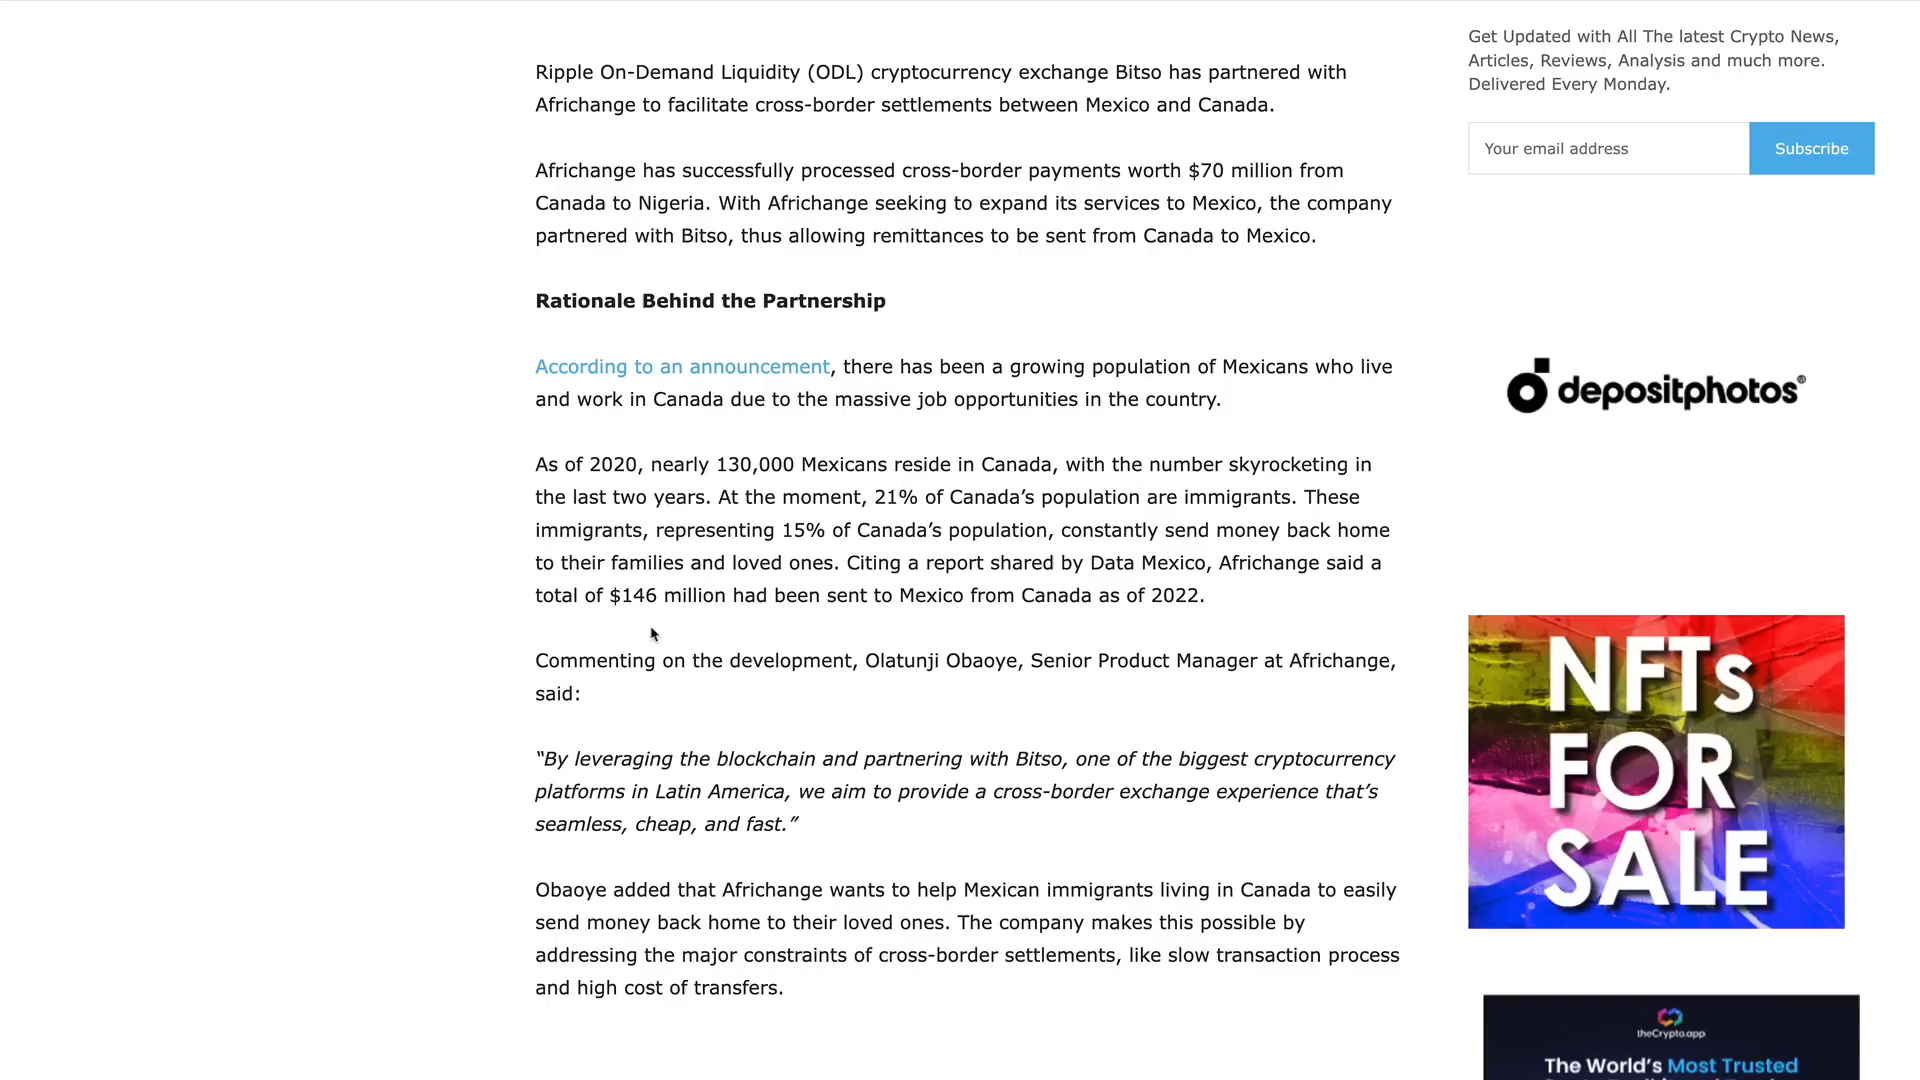 Ripple On-Demand Liquidity (ODL) cryptocurrency exchange Bitso has partnered with
Africhange to facilitate cross-border settlements between Mexico and Canada.
Africhange has successfully processed cross-border payments worth $70 million from
Canada to Nigeria. With Africhange seeking to expand its services to Mexico, the company
partnered with Bitso, thus allowing remittances to be sent from Canada to Mexico.
Rationale Behind the Partnership
According to an announcement, there has been a growing population of Mexicans who live
and work in Canada due to the massive job opportunities in the country.
As of 2020, nearly 130,000 Mexicans reside in Canada, with the number skyrocketing in
the last two years. At the moment, 21% of Canada’s population are immigrants. These
immigrants, representing 15% of Canada’s population, constantly send money back home
to their families and loved ones. Citing a report shared by Data Mexico, Africhange said a
total of $146 million had been sent to Mexico from Canada as of 2022.
Commenting on the development, Olatunji Obaoye, Senior Product Manager at Africhange,
said:
“By leveraging the blockchain and partnering with Bitso, one of the biggest cryptocurrency
platforms in Latin America, we aim to provide a cross-border exchange experience that’s
seamless, cheap, and fast.”
Obaoye added that Africhange wants to help Mexican immigrants living in Canada to easily
send money back home to their loved ones. The company makes this possible by
addressing the major constraints of cross-border settlements, like slow transaction process
and high cost of transfers.
Get Updated with All The latest Crypto News,
Articles, Reviews, Analysis and much more.
Delivered Every Monday.
Your email address
Subscribe
depositphotos®
NFTs
FOR
SALE
theCrypto.app
The World’s Most Trusted